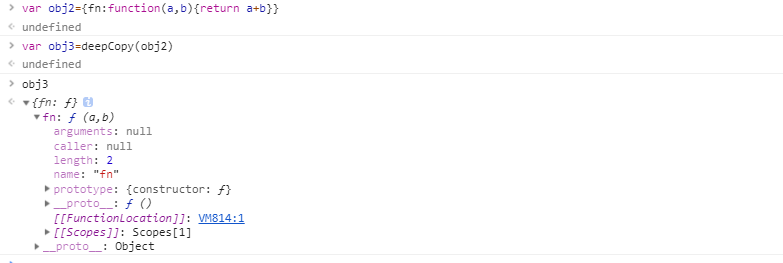 > var obj2={fn:function(a,b){return a+b}}
< undefined
> var obj3=deepCopy(obj2)
< undefined
> obj3
< ▼{fn: ƒ} i
▼fn: ƒ (a,b)
arguments: null
caller: null
length: 2
name: "fn"
▶prototype: {constructor: ƒ}
▶__proto__: ƒ ()
[[FunctionLocation]]: VM814:1
▶[[Scopes]]: Scopes[1]
▶__proto__: Object